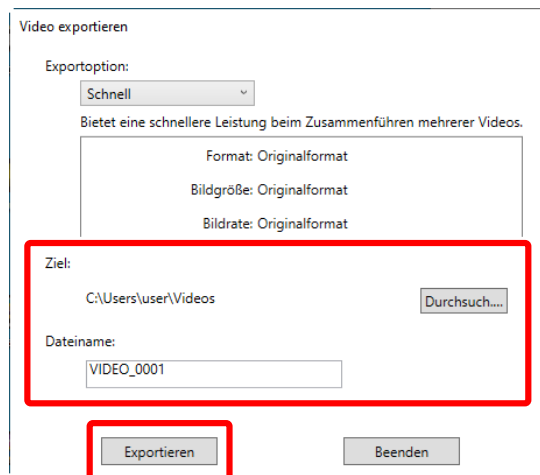 Video exportieren
Exportoption:
Schnell
Bietet eine schnellere Leistung beim Zusammenführen mehrerer Videos.
Format: Originalformat
Bildgröße: Originalformat
Bildrate: Originalformat
Ziel:
C:\Users\user\Videos
Durchsuch....
Dateiname:
VIDEO_0001
Exportieren
Beenden